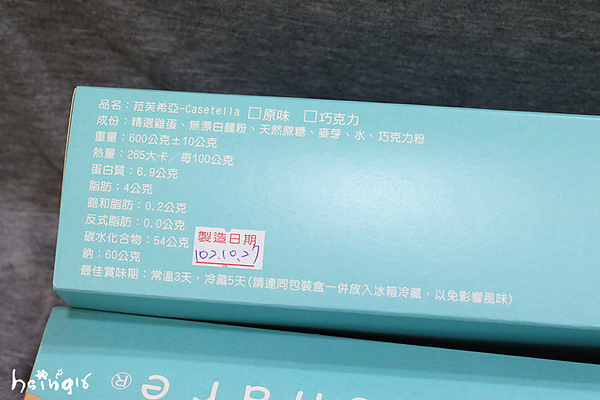 品名：菈芙希亞-Casetella □原味 □巧克力
成份：精選雞蛋、無漂白麵粉、天然蔗糖、麥芽、水、巧克力粉
重量：600公克±10公克
熱量：265大卡／每100公克
蛋白質：6.9公克
脂肪：4公克
飽和脂肪：0.2公克
反式脂肪：0.0公克
碳水化合物：54公克
鈉：60公克
製造日期
102.10.27
最佳賞味期：常溫3天，冷藏5天(請連同包裝盒一併放入冰箱冷藏，以免影響風味)
hsing16